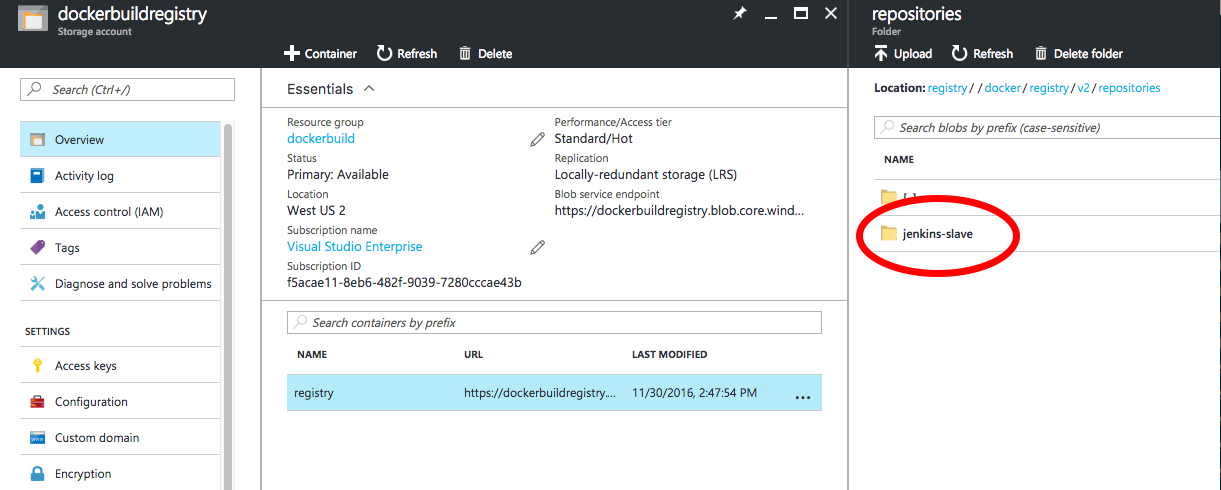 dockerbuildregistry
Storage account
Container
Refresh
Delete
Search (Ctrl+/)
Overview
Activity log
Access control (IAM)
Tags
Diagnose and solve problems
SETTINGS
Access keys
Configuration
Custom domain
Encryption
Essentials
Resource group
dockerbuild
Status
Primary: Available
Location
West US 2
Subscription name
Visual Studio Enterprise
Subscription ID
f5acae11-8eb6-482f-9039-7280cccae43b
Performance/Access tier
Standard/Hot
Replication
Locally-redundant storage (LRS)
Blob service endpoint
https://dockerbuildregistry.blob.core.wind...
Search containers by prefix
NAME URL LAST MODIFIED
registry https://dockerbuildregistry.... 11/30/2016, 2:47:54 PM ...
repositories
Folder
Upload
Refresh
Delete folder
Location: registry / / docker / registry / v2 / repositories
Search blobs by prefix (case-sensitive)
NAME
[..]
jenkins-slave